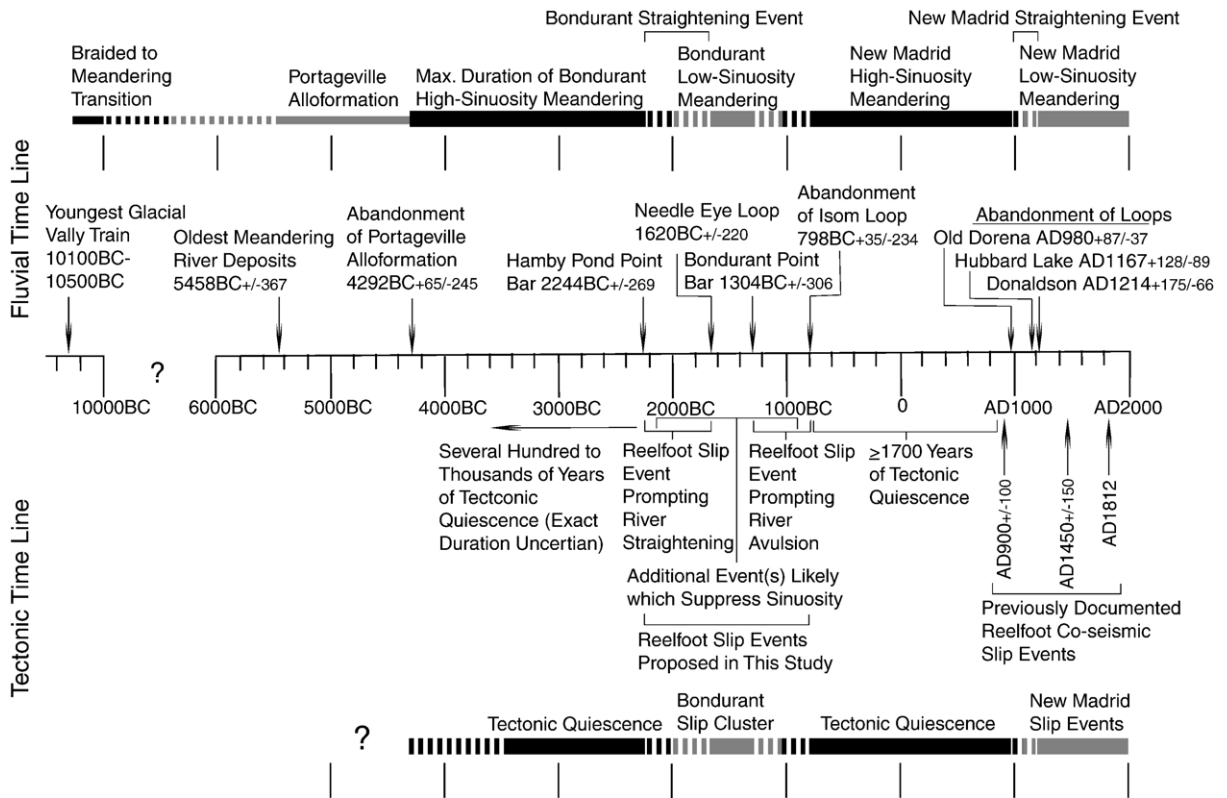 Bondurant Straightening Event
New Madrid Straightening Event
Braided to
Meandering
Transition
Portageville
Alloformation
Max. Duration of Bondurant
High-Sinuosity Meandering
Bondurant
Low-Sinuosity
Meandering
New Madrid
High-Sinuosity
Meandering
New Madrid
Low-Sinuosity
Meandering
Fluvial Time Line
Youngest Glacial
Vally Train
10100BC-
10500BC
Oldest Meandering
River Deposits
5458BC+/-367
Abandonment
of Portageville
Alloformation
4292BC+65/-245
Hamby Pond Point
Bar 2244BC+/-269
Needle Eye Loop
1620BC+/-220
Bondurant Point
Bar 1304BC+/-306
Abandonment
of Isom Loop
798BC+35/-234
Abandonment of Loops
Old Dorena AD980+87/-37
Hubbard Lake AD1167+128/-89
Donaldson AD1214+175/-66
?
10000BC
6000BC
5000BC
4000BC
3000BC
2000BC
1000BC
0
AD1000
AD2000
Tectonic Time Line
Several Hundred to
Thousands of Years
of Tectconic
Quiescence (Exact
Duration Uncertian)
Reelfoot Slip
Event
Prompting
River
Straightening
Reelfoot Slip
Event
Prompting
River
Avulsion
≥1700 Years
of Tectonic
Quiescence
AD900+/-100
AD1450+/-150
AD1812
Additional Event(s) Likely
which Suppress Sinuosity
Reelfoot Slip Events
Proposed in This Study
Previously Documented
Reelfoot Co-seismic
Slip Events
?
Tectonic Quiescence
Bondurant
Slip Cluster
Tectonic Quiescence
New Madrid
Slip Events